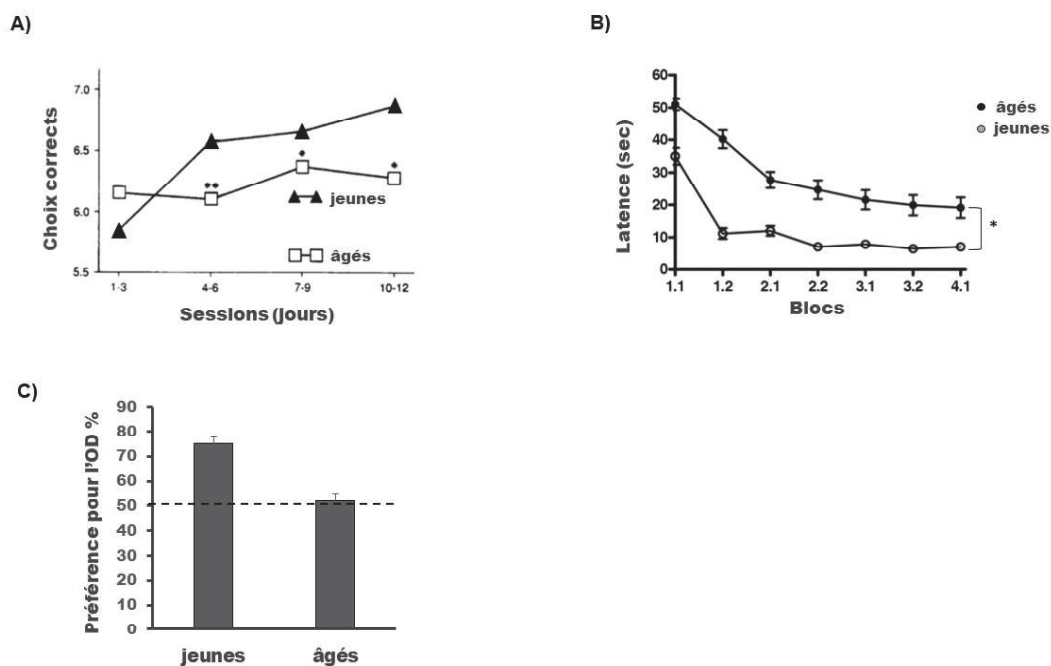 A)
Choix corrects
7.0
6.5
6.0
5.5
**
*
*
jeunes
âgés
1-3
4-6
7-9
10-12
Sessions (jours)
B)
Latence (sec)
60
50
40
30
20
10
0
*
âgés
jeunes
1.1
1.2
2.1
2.2
3.1
3.2
4.1
Blocs
C)
Préférence pour l'OD %
90
80
70
60
50
40
30
20
10
0
jeunes
âgés